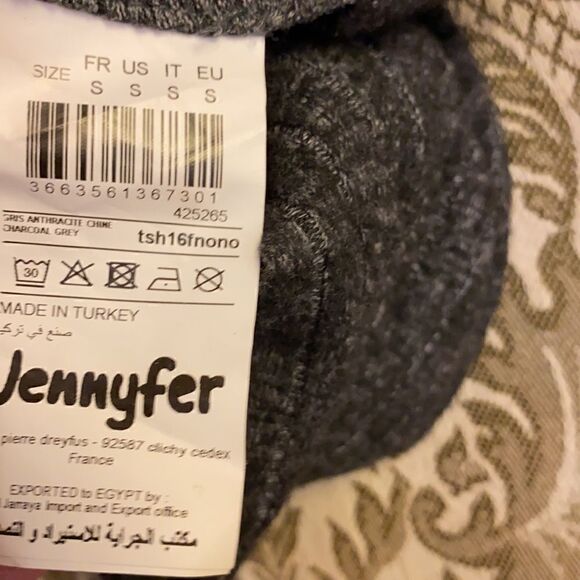 SIZE FR US IT EU
S S S S
3663561367301
425265
GRIS ANTHRACITE CHINE
CHARCOAL GREY tsh16fnono
30
MADE IN TURKEY
صنع في تركيا
Jennyfer
pierre dreyfus - 92587 clichy cedex
France
EXPORTED to EGYPT by :
Jarraya Import and Export office
مكتب الجراية للاستيراد و